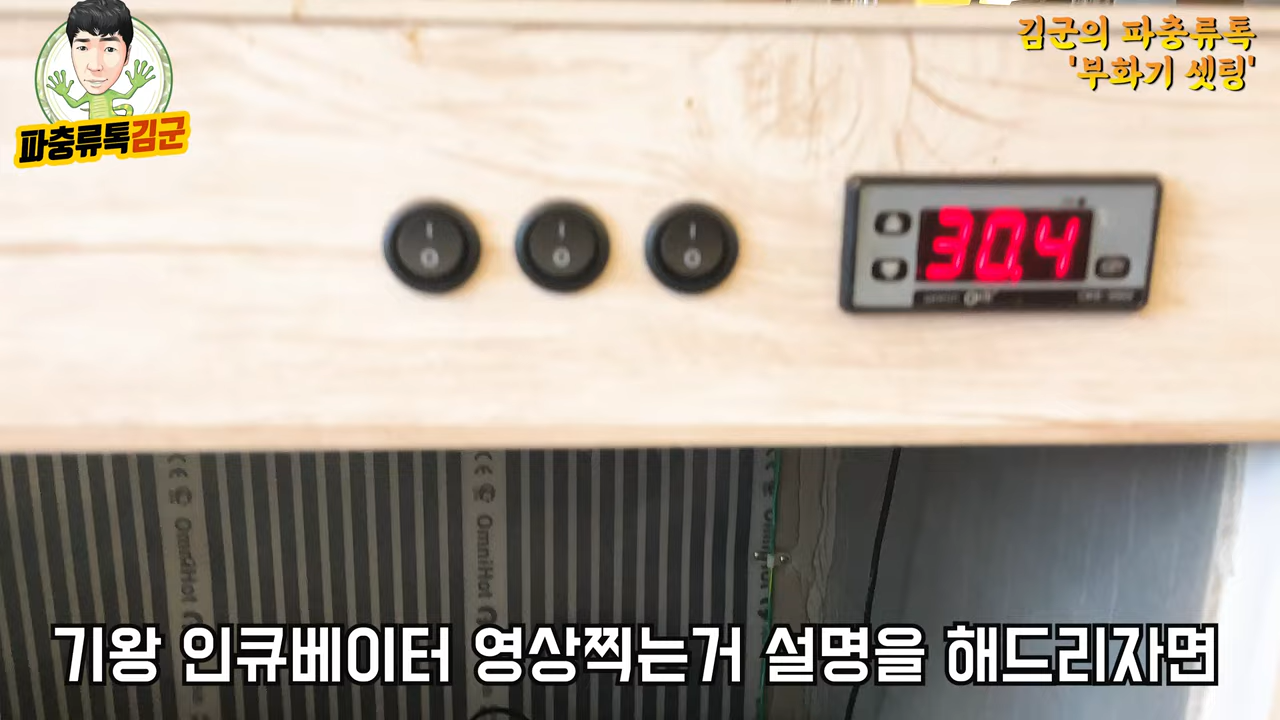 김군의 파충류톡
'부화기 셋팅'
파충류톡김군
30.4
OmniHot
OmniHot
기왕 인큐베이터 영상찍는거 설명을 해드리자면